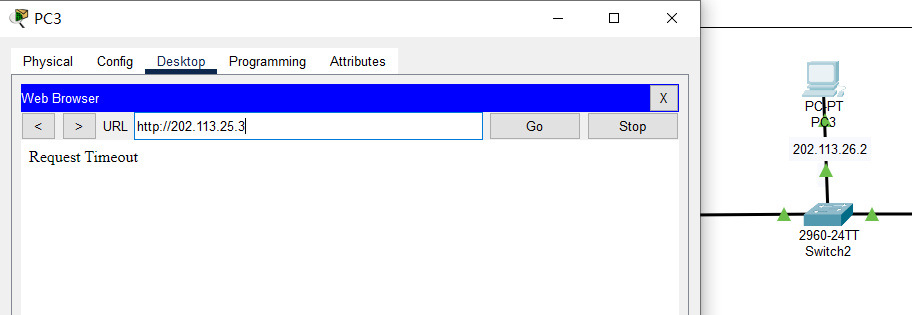 PC3
Physical Config Desktop Programming Attributes
Web Browser X
< > URL http://202.113.25.3 Go Stop
Request Timeout
PC-PT
PC3
202.113.26.2
2960-24TT
Switch2